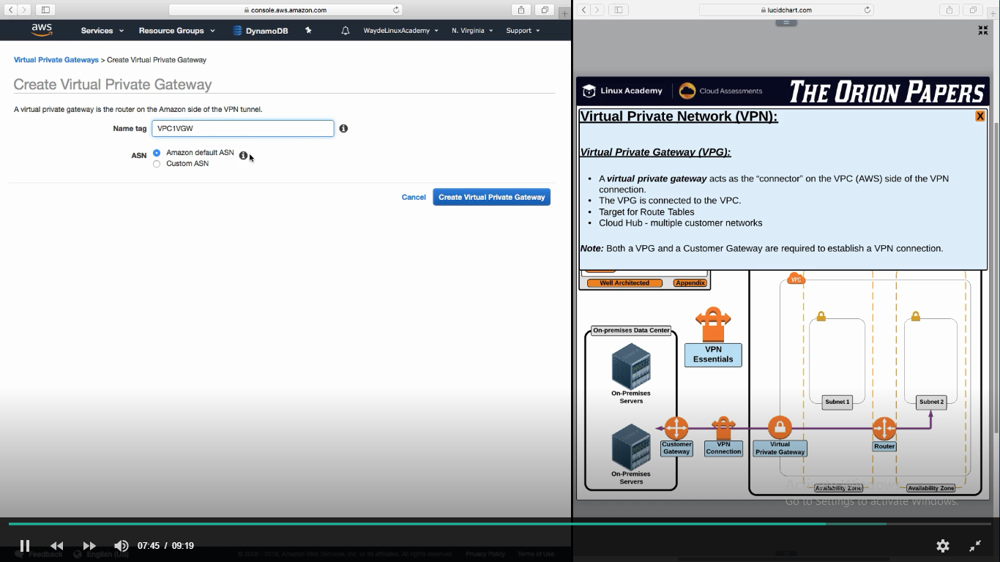 console.aws.amazon.com
aws
Services
Resource Groups
DynamoDB
WaydeLinuxAcademy
N. Virginia
Support
Virtual Private Gateways > Create Virtual Private Gateway
Create Virtual Private Gateway
A virtual private gateway is the router on the Amazon side of the VPN tunnel.
Name tag
VPC1VGW
ASN
Amazon default ASN
Custom ASN
Cancel
Create Virtual Private Gateway
Feedback
English (US)
© 2008 - 2018, Amazon Web Services, Inc. or its affiliates. All rights reserved.
Privacy Policy
Terms of Use
07:45 / 09:19
lucidchart.com
Linux Academy
Cloud Assessments
THE ORION PAPERS
Virtual Private Network (VPN):
X
Virtual Private Gateway (VPG):
• A virtual private gateway acts as the “connector” on the VPC (AWS) side of the VPN
connection.
• The VPG is connected to the VPC.
• Target for Route Tables
• Cloud Hub - multiple customer networks
Note: Both a VPG and a Customer Gateway are required to establish a VPN connection.
Well Architected
Appendix
VPC
On-premises Data Center
VPN
Essentials
On-Premises
Servers
Subnet 1
Subnet 2
Customer
Gateway
VPN
Connection
Virtual
Private Gateway
Router
On-Premises
Servers
Availability Zone
Availability Zone
Activate Windows
Go to Settings to activate Windows.